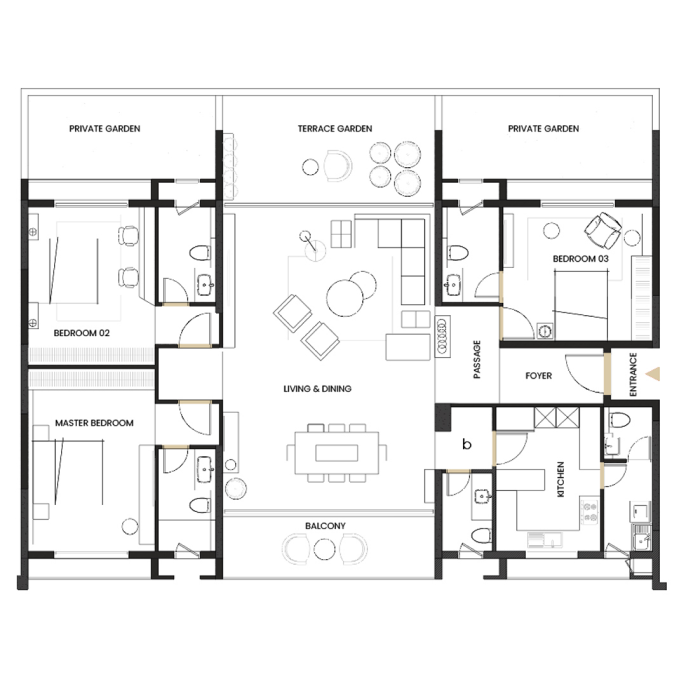 PRIVATE GARDEN
TERRACE GARDEN
PRIVATE GARDEN
BEDROOM 03
BEDROOM 02
PASSAGE
ENTRANCE
FOYER
LIVING & DINING
MASTER BEDROOM
b
KITCHEN
BALCONY